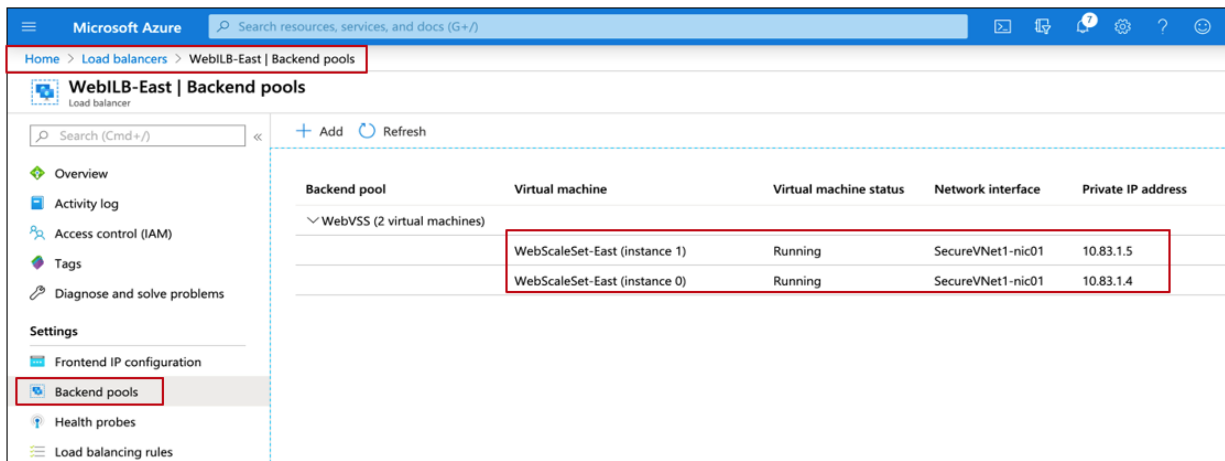 Microsoft Azure
Search resources, services, and docs (G+/)
7
Home > Load balancers > WebILB-East | Backend pools
WebILB-East | Backend pools
Load balancer
Search (Cmd+/)
«
+ Add Refresh
Overview
Activity log
Access control (IAM)
Tags
Diagnose and solve problems
Settings
Frontend IP configuration
Backend pools
Health probes
Load balancing rules
Backend pool Virtual machine Virtual machine status Network interface Private IP address
WebVSS (2 virtual machines)
WebScaleSet-East (instance 1) Running SecureVNet1-nic01 10.83.1.5
WebScaleSet-East (instance 0) Running SecureVNet1-nic01 10.83.1.4